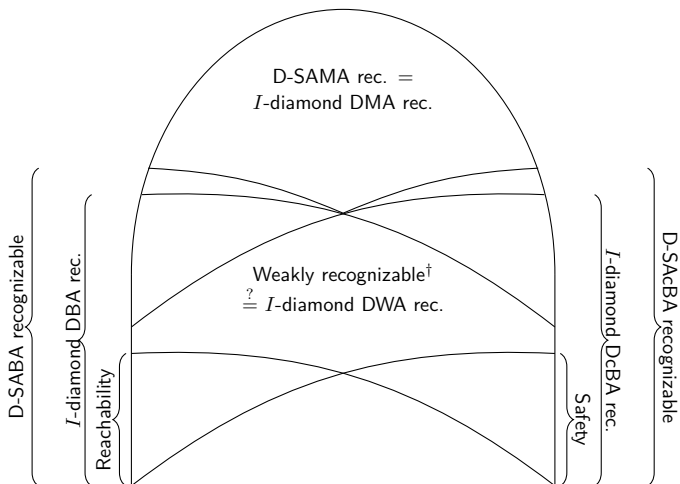 D-SAMA rec. =
I-diamond DMA rec.
Weakly recognizable†
?= I-diamond DWA rec.
D-SABA recognizable
I-diamond DBA rec.
Reachability
Safety
I-diamond DcBA rec.
D-SAcBA recognizable